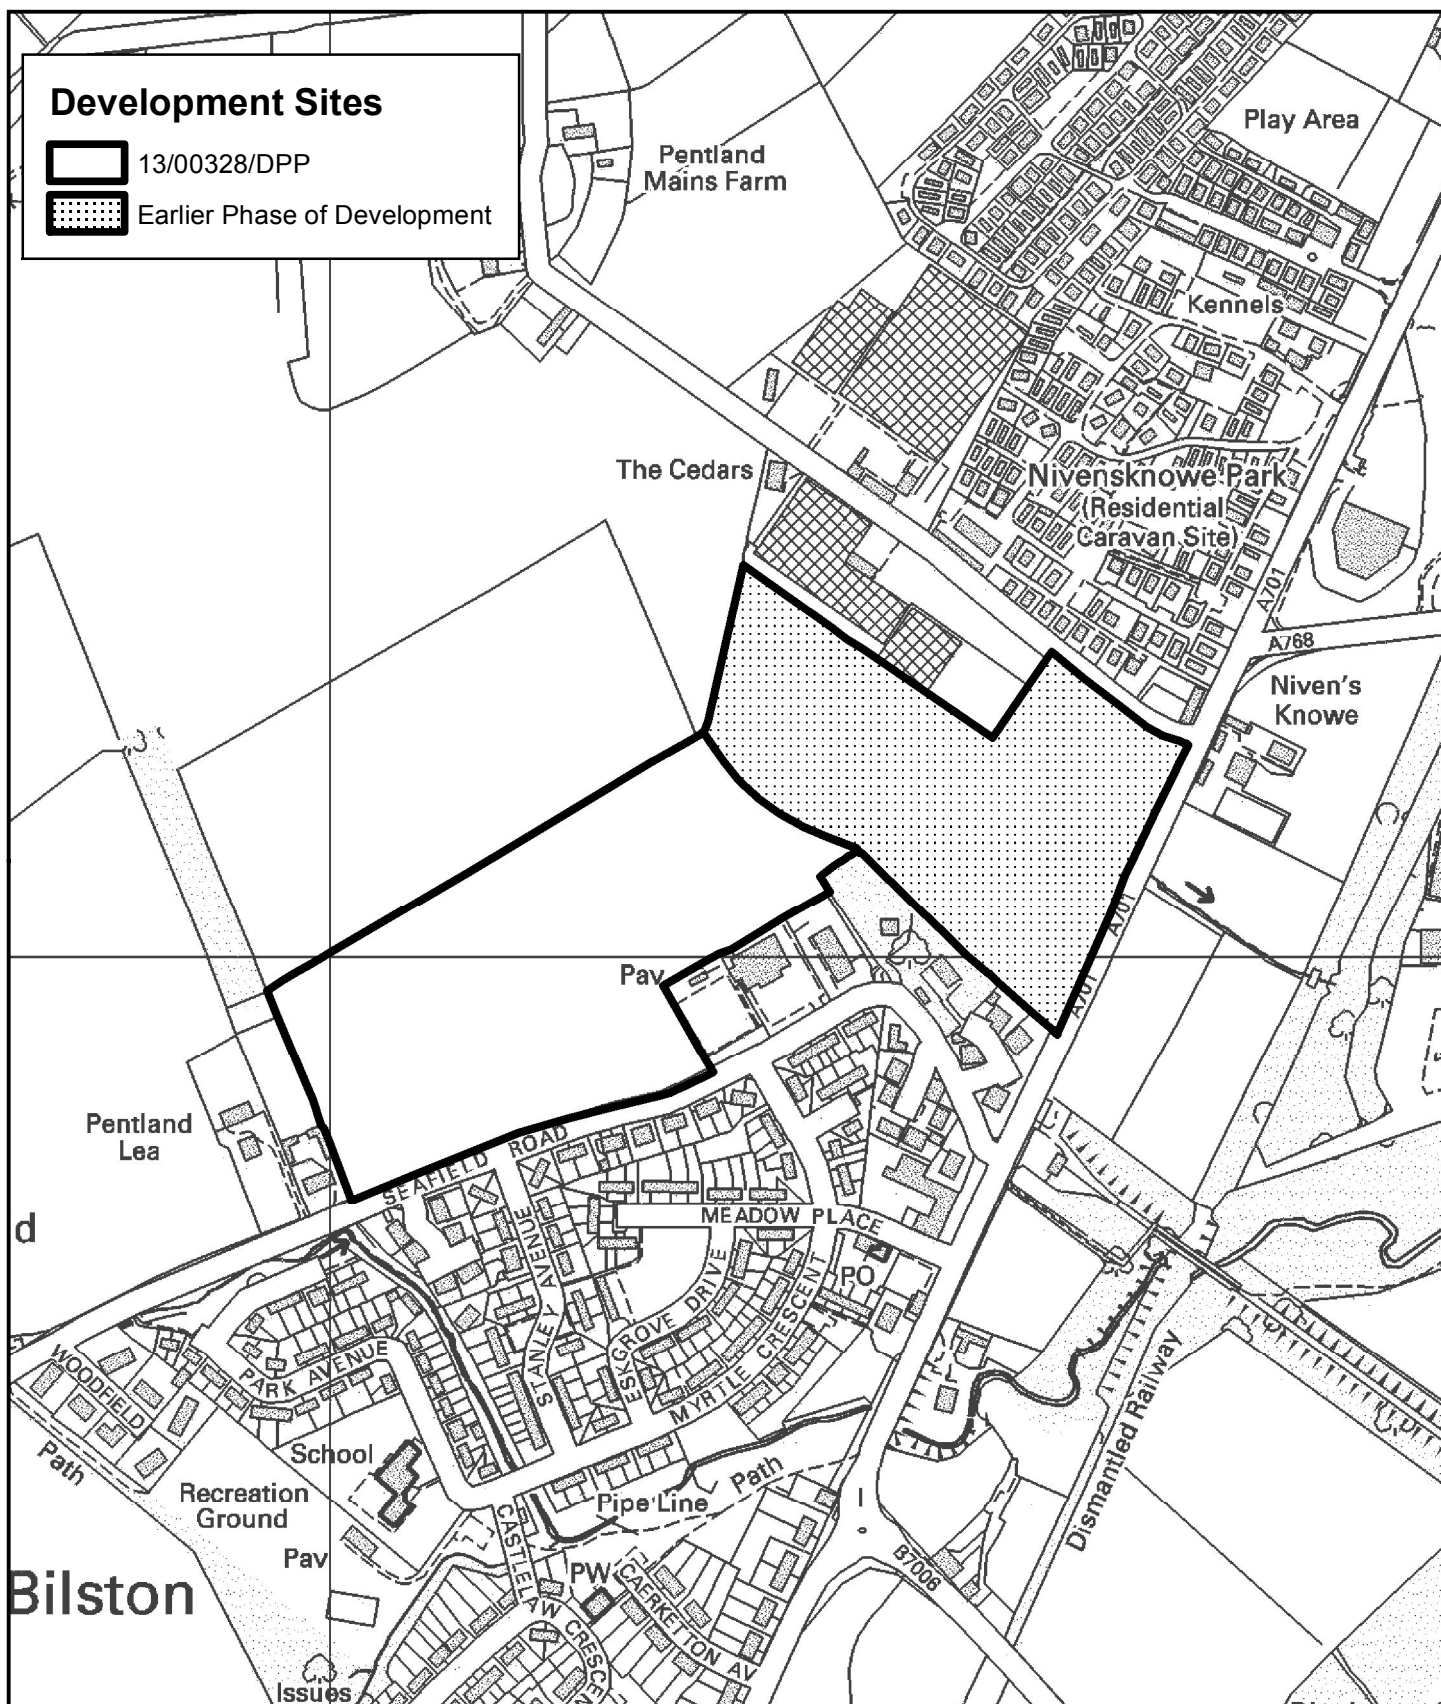 Development Sites
13/00328/DPP
Earlier Phase of Development
Play Area
Pentland
Mains Farm
Kennels
The Cedars
Nivensknowe Park
(Residential
Caravan Site)
A701
A768
Niven's
Knowe
A701
Pav
A701
Pentland
Lea
SEAFIELD ROAD
d
MEADOW PLACE
STANLEY AVENUE
PO
ESKGROVE DRIVE
MYRTLE CRESCENT
WOODFIELD
PARK AVENUE
Dismantled Railway
Path
School
Recreation
Ground
Path
Pipe Line
Pav
CASTLELAW CRESCEN
B7006
PW
CAERKETTON AV
Bilston
Issues